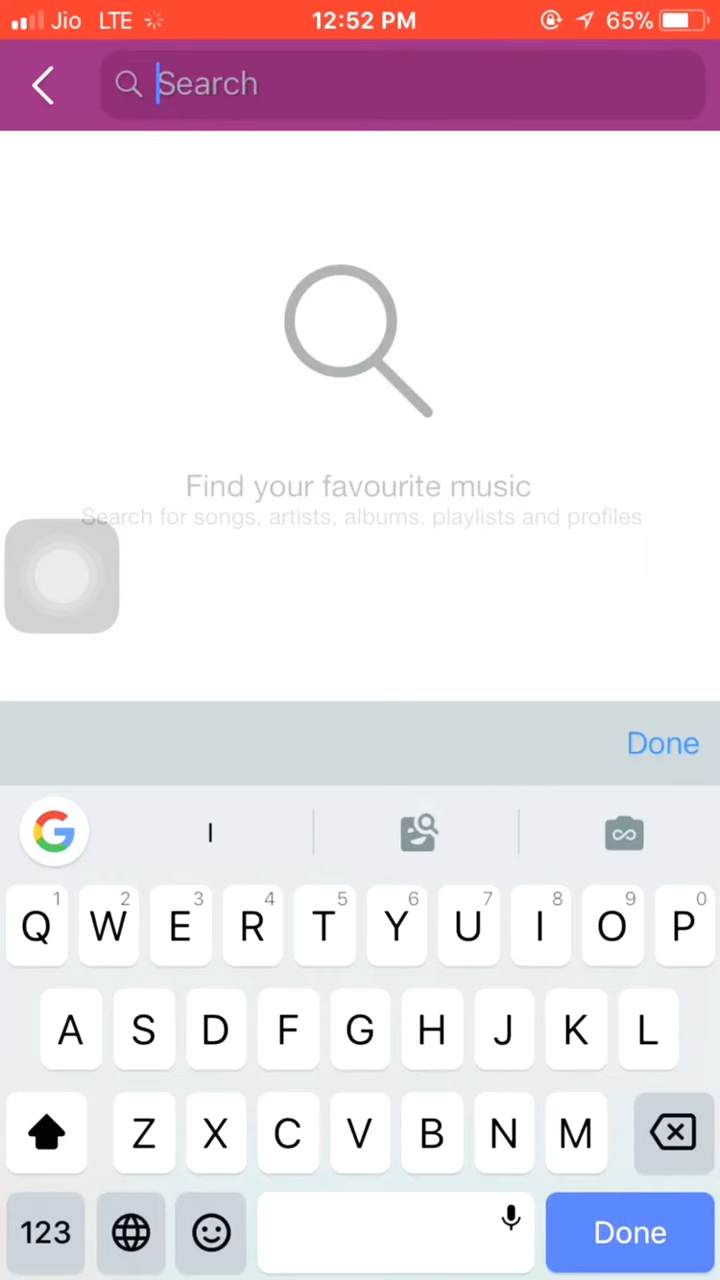 Jio LTE 12:52 PM 65%
Search
Find your favourite music
Search for songs, artists, albums, playlists and profiles
Done
G I
1 2 3 4 5 6 7 8 9 0
Q W E R T Y U I O P
A S D F G H J K L
Z X C V B N M
123 Done